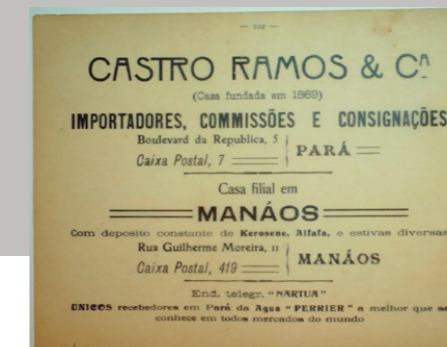 CASTRO RAMOS & Cᴬ
(Casa fundada em 1869)
IMPORTADORES, COMMISSÕES E CONSIGNAÇÕES
Boulevard da Republica, 5
Caixa Postal, 7
PARÁ
Casa filial em
MANÁOS
Com deposito constante de Kerosene, Alfafa, e estivas diversas
Rua Guilherme Moreira, 11
Caixa Postal, 419
MANÁOS
End. telegr. "NARTUA"
UNICOS recebedores em Pará da Agua "PERRIER" a melhor que se
conhece em todos mercados do mundo